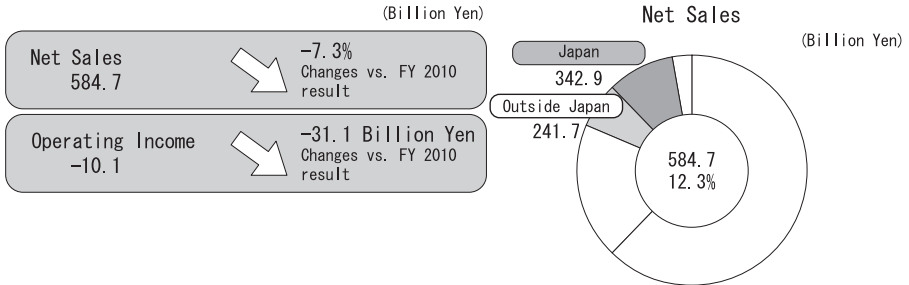 (Billion Yen)
Net Sales
584.7
-7.3%
Changes vs. FY 2010
result
Operating Income
-10.1
-31.1 Billion Yen
Changes vs. FY 2010
result
Net Sales
(Billion Yen)
Japan
342.9
Outside Japan
241.7
584.7
12.3%